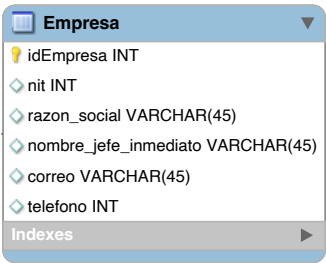 Empresa
idEmpresa INT
nit INT
razon_social VARCHAR(45)
nombre_jefe_inmediato VARCHAR(45)
correo VARCHAR(45)
telefono INT
Indexes